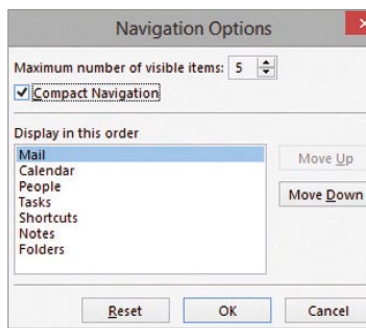 Navigation Options
Maximum number of visible items: 5
Compact Navigation
Display in this order
Mail
Calendar
People
Tasks
Shortcuts
Notes
Folders
Move Up
Move Down
Reset
OK
Cancel